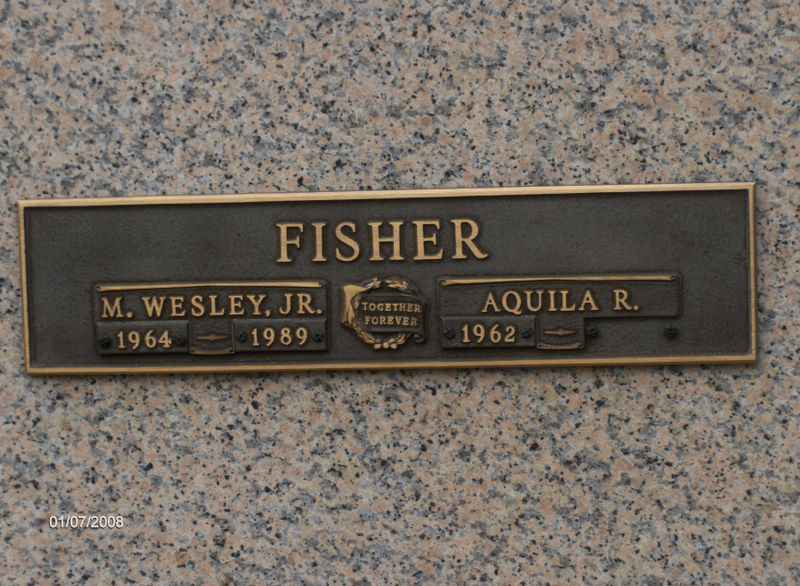 FISHER
M. WESLEY, JR.
1964 1989
TOGETHER
FOREVER
AQUILA R.
1962
01/07/2008